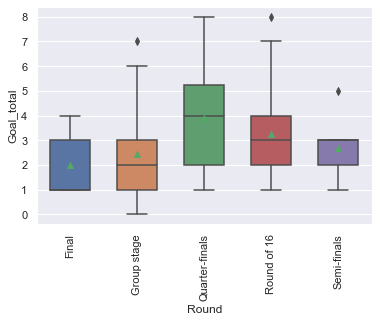 Goal_total
8
7
6
5
4
3
2
1
0
Final
Group stage
Quarter-finals
Round of 16
Semi-finals
Round